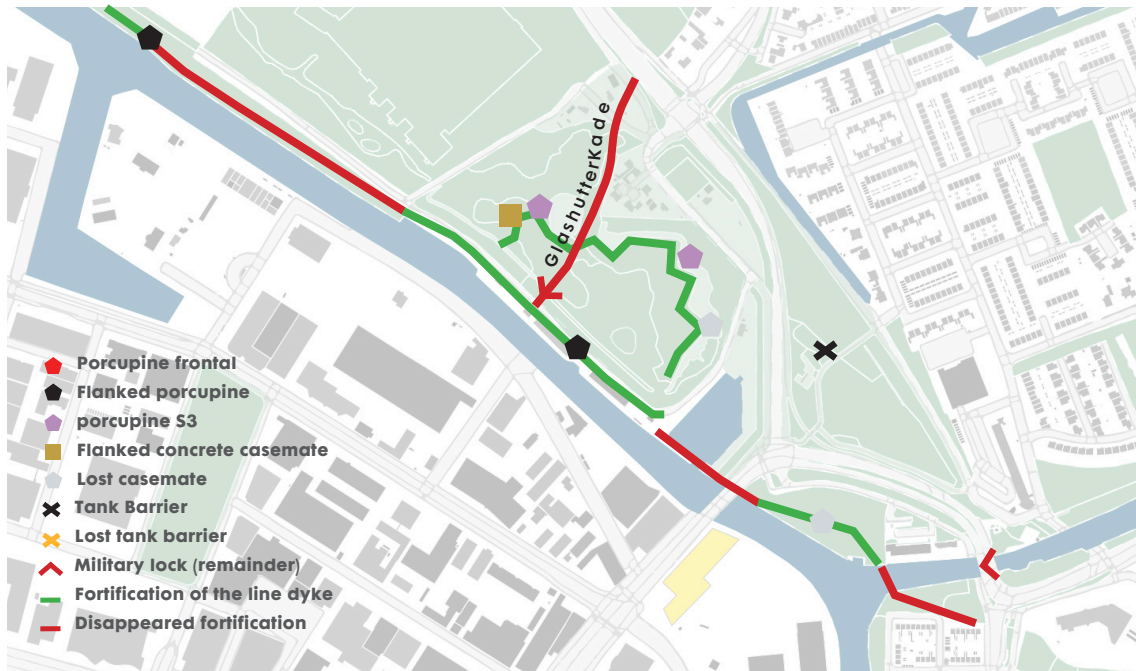 GlashutterKade
Porcupine frontal
Flanked porcupine
porcupine S3
Flanked concrete casemate
Lost casemate
Tank Barrier
Lost tank barrier
Military lock (remainder)
Fortification of the line dyke
Disappeared fortification